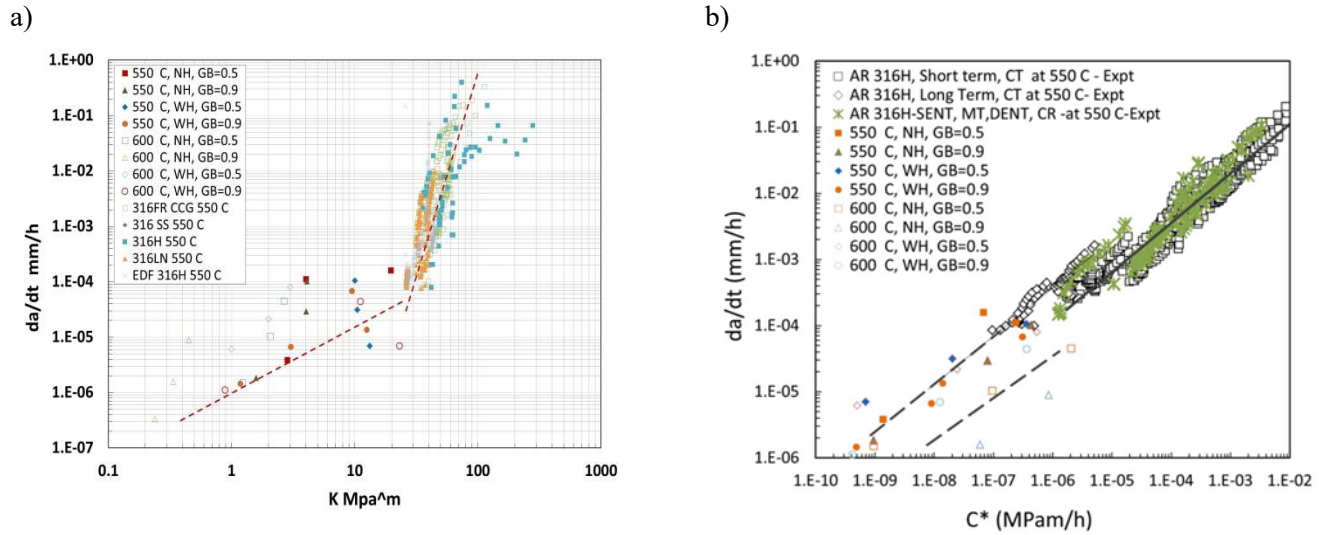 a)
1.E+00
1.E-01
1.E-02
1.E-03
1.E-04
1.E-05
1.E-06
1.E-07
da/dt mm/h
550 C, NH, GB=0.5
550 C, NH, GB=0.9
550 C, WH, GB=0.5
550 C, WH, GB=0.9
600 C, NH, GB=0.5
600 C, NH, GB=0.9
600 C, WH, GB=0.5
600 C, WH, GB=0.9
316FR CCG 550 C
316 SS 550 C
316H 550 C
316LN 550 C
EDF 316H 550 C
0.1 1 10 100 1000
K Mpa^m
b)
1.E+00
1.E-01
1.E-02
1.E-03
1.E-04
1.E-05
1.E-06
da/dt (mm/h)
AR 316H, Short term, CT at 550 C - Expt
AR 316H, Long Term, CT at 550 C- Expt
AR 316H-SENT, MT,DENT, CR -at 550 C-Expt
550 C, NH, GB=0.5
550 C, NH, GB=0.9
550 C, WH, GB=0.5
550 C, WH, GB=0.9
600 C, NH, GB=0.5
600 C, NH, GB=0.9
600 C, WH, GB=0.5
600 C, WH, GB=0.9
1.E-10 1.E-09 1.E-08 1.E-07 1.E-06 1.E-05 1.E-04 1.E-03 1.E-02
C* (MPam/h)